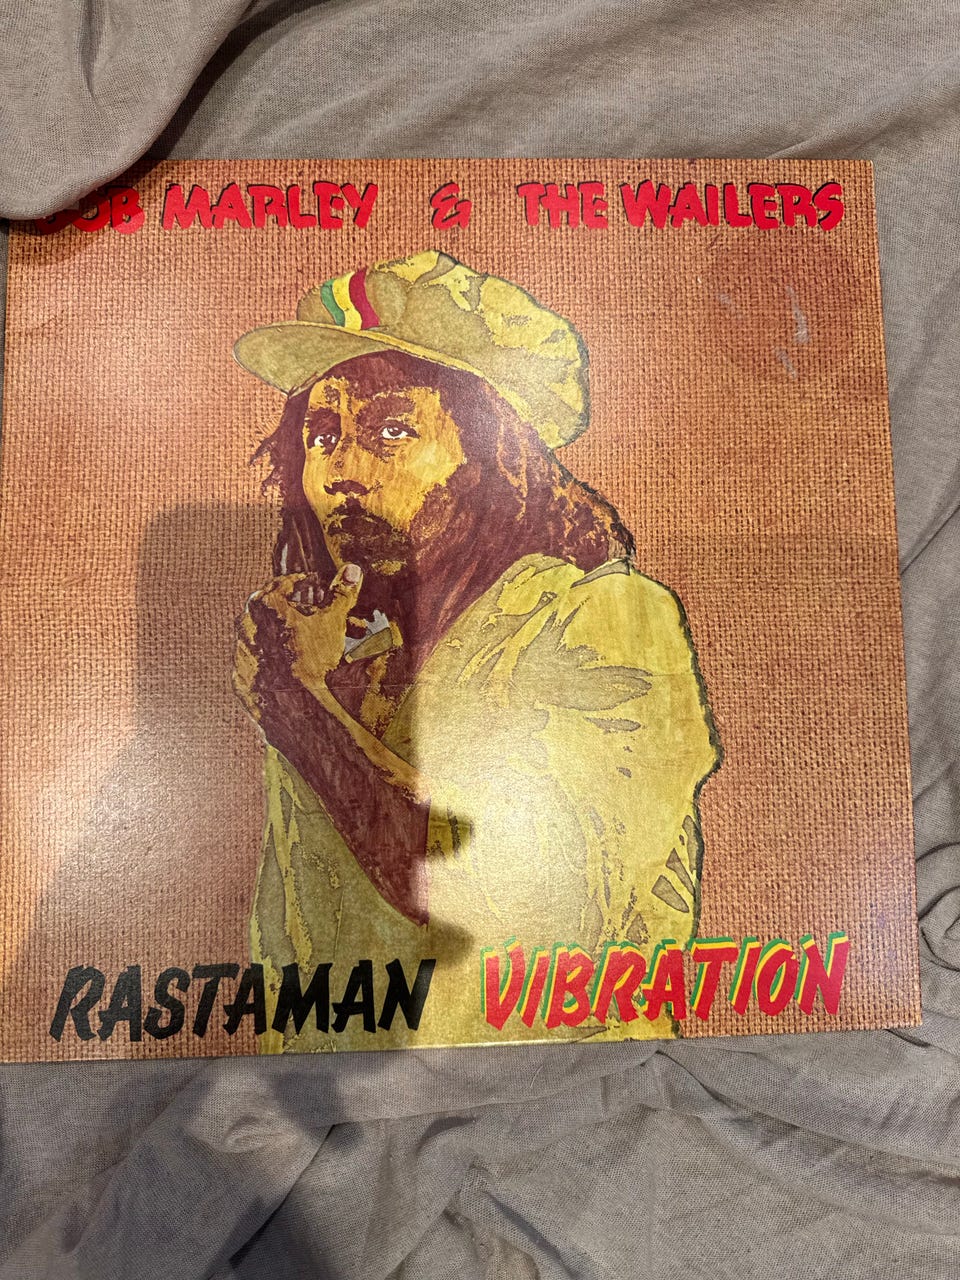 BOB MARLEY & THE WAILERS
RASTAMAN VIBRATION